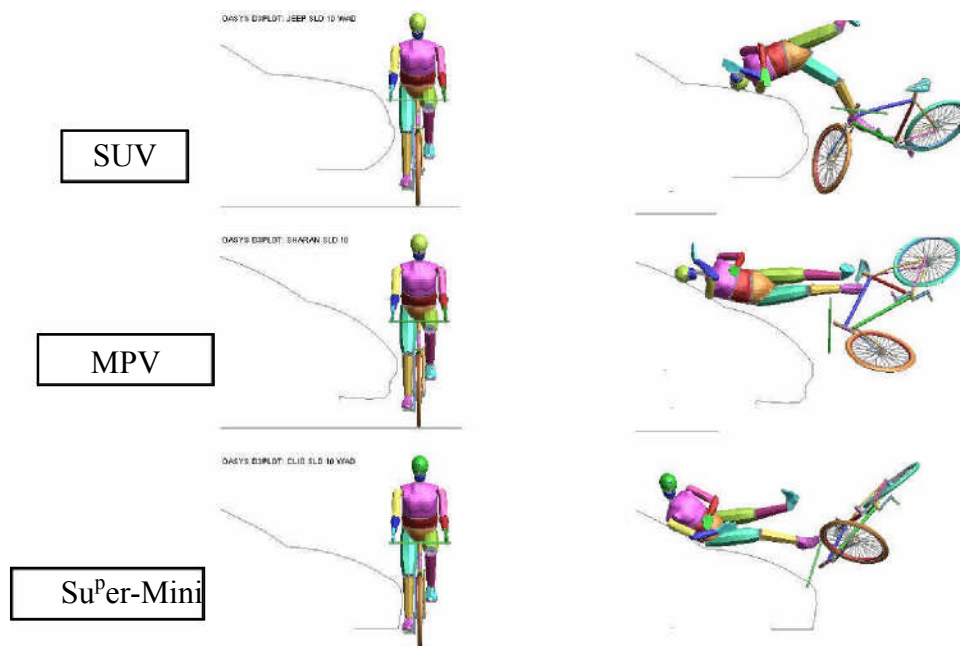 OASYS D3PLOT: JEEP SLD 10 WAD
SUV
OASYS D3PLOT: SHARAN SLD 10
MPV
OASYS D3PLOT: CLIO SLD 10 WAD
Super-Mini